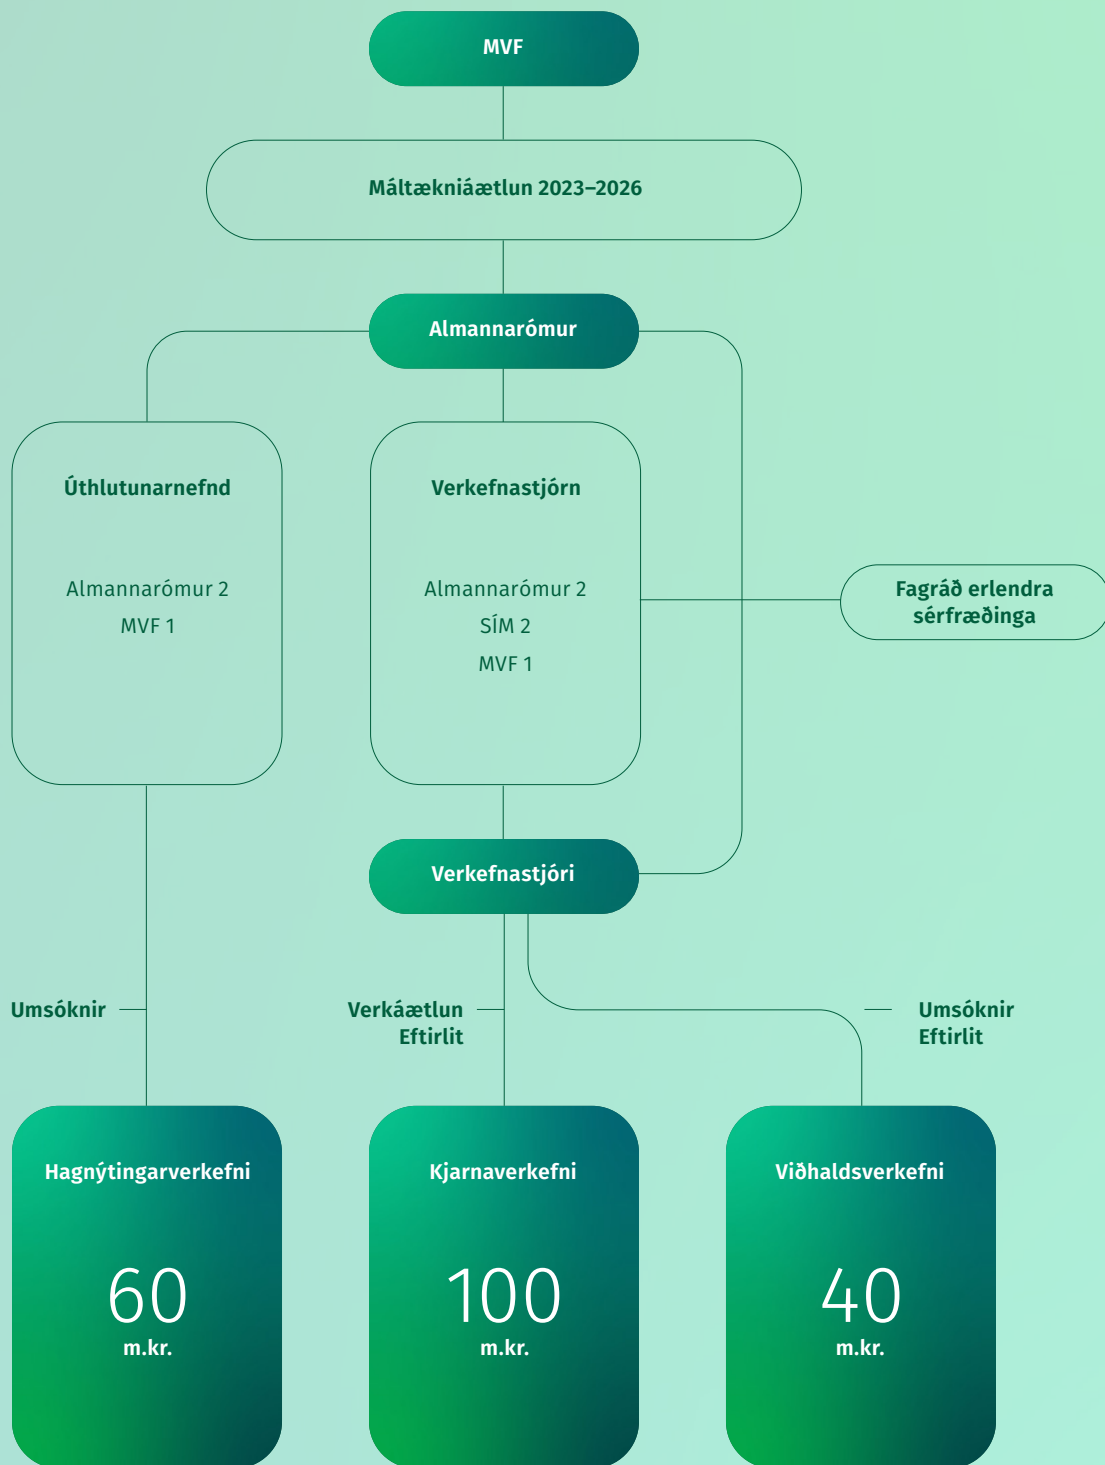 MVF
Máltækniáætlun 2023–2026
Almannarómur
Úthlutunarnefnd
Almannarómur 2
MVF 1
Verkefnastjórn
Almannarómur 2
SÍM 2
MVF 1
Fagráð erlendra
sérfræðinga
Verkefnastjóri
Umsóknir
Verkáætlun
Eftirlit
Umsóknir
Eftirlit
Hagnýtingarverkefni
60
m.kr.
Kjarnaverkefni
100
m.kr.
Viðhaldsverkefni
40
m.kr.